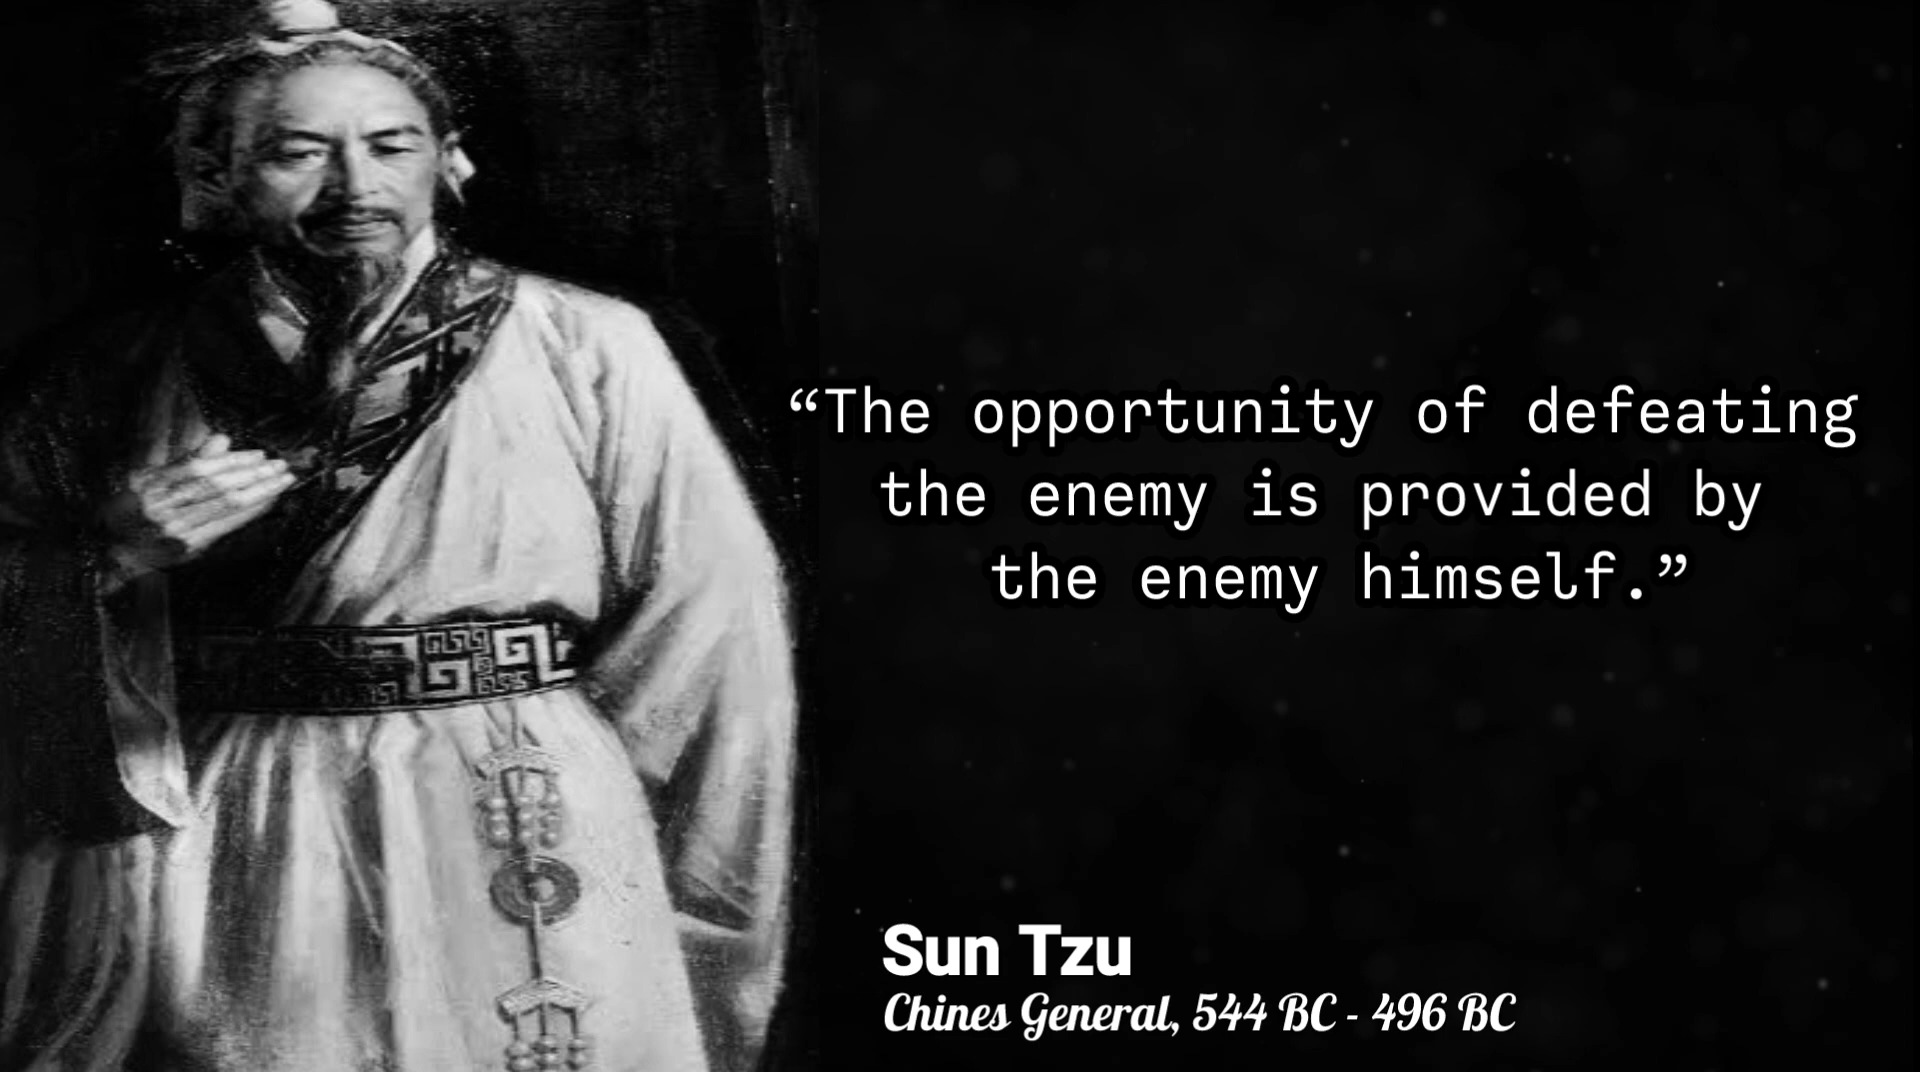 “The opportunity of defeating
the enemy is provided by
the enemy himself.”
Sun Tzu
Chines General, 544 BC - 496 BC